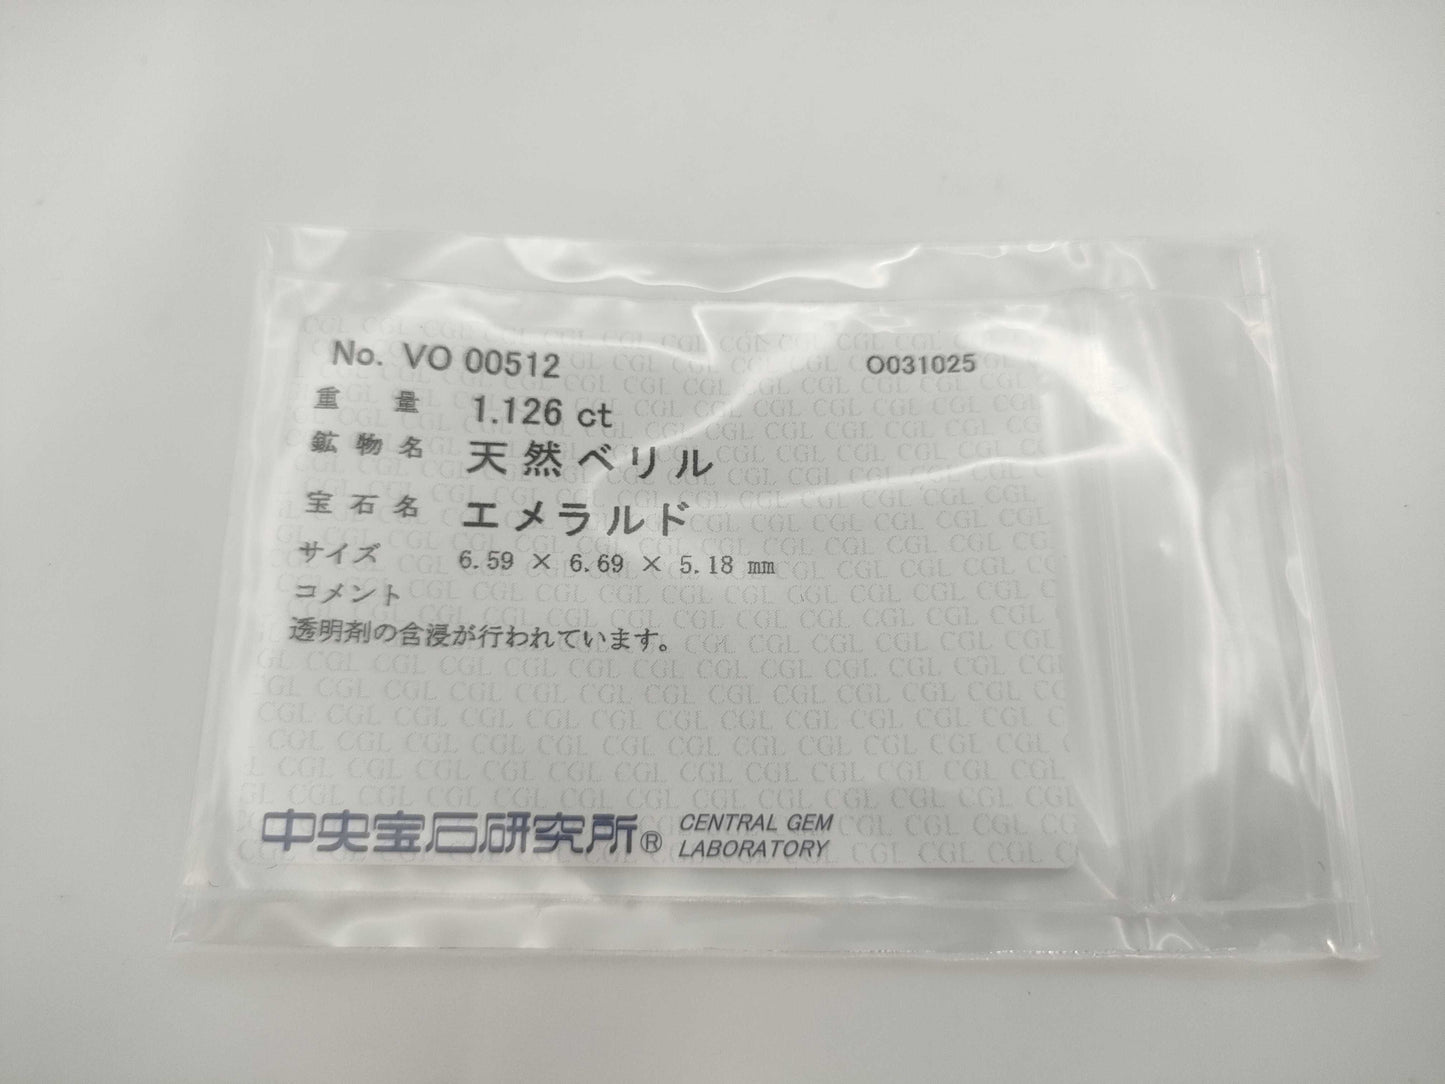 No. VO 00512 O031025
重量 1.126 ct
鉱物名 天然ベリル
宝石名 エメラルド
サイズ 6.59 × 6.69 × 5.18 mm
コメント
透明剤の含浸が行われています。
中央宝石研究所® CENTRAL GEM
LABORATORY